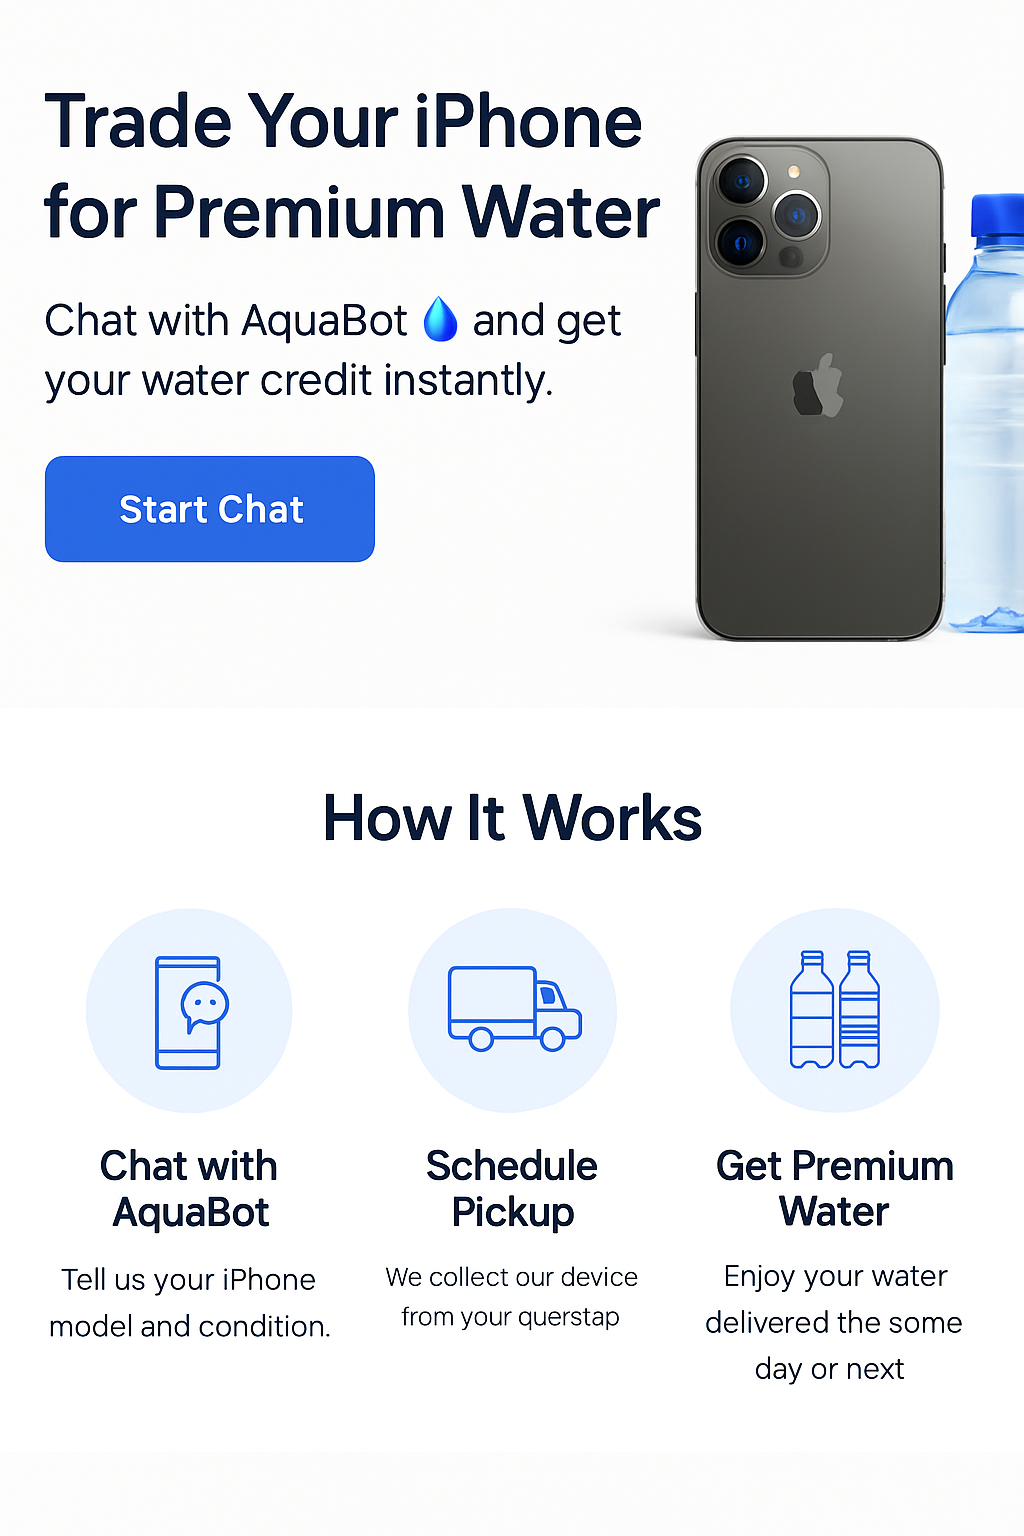 Trade Your iPhone
for Premium Water
Chat with AquaBot 💧 and get
your water credit instantly.
Start Chat
How It Works
Chat with
AquaBot
Tell us your iPhone
model and condition.
Schedule
Pickup
We collect our device
from your querstap
Get Premium
Water
Enjoy your water
delivered the some
day or next